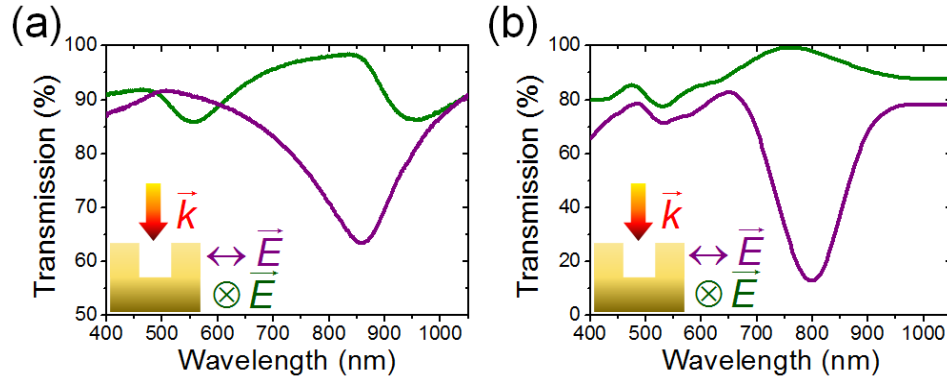 (a)
Transmission (%)
100
90
80
70
60
50
k
↔ E
⊗ E
400 500 600 700 800 900 1000
Wavelength (nm)
(b)
Transmission (%)
100
80
60
40
20
0
k
↔ E
⊗ E
400 500 600 700 800 900 1000
Wavelength (nm)